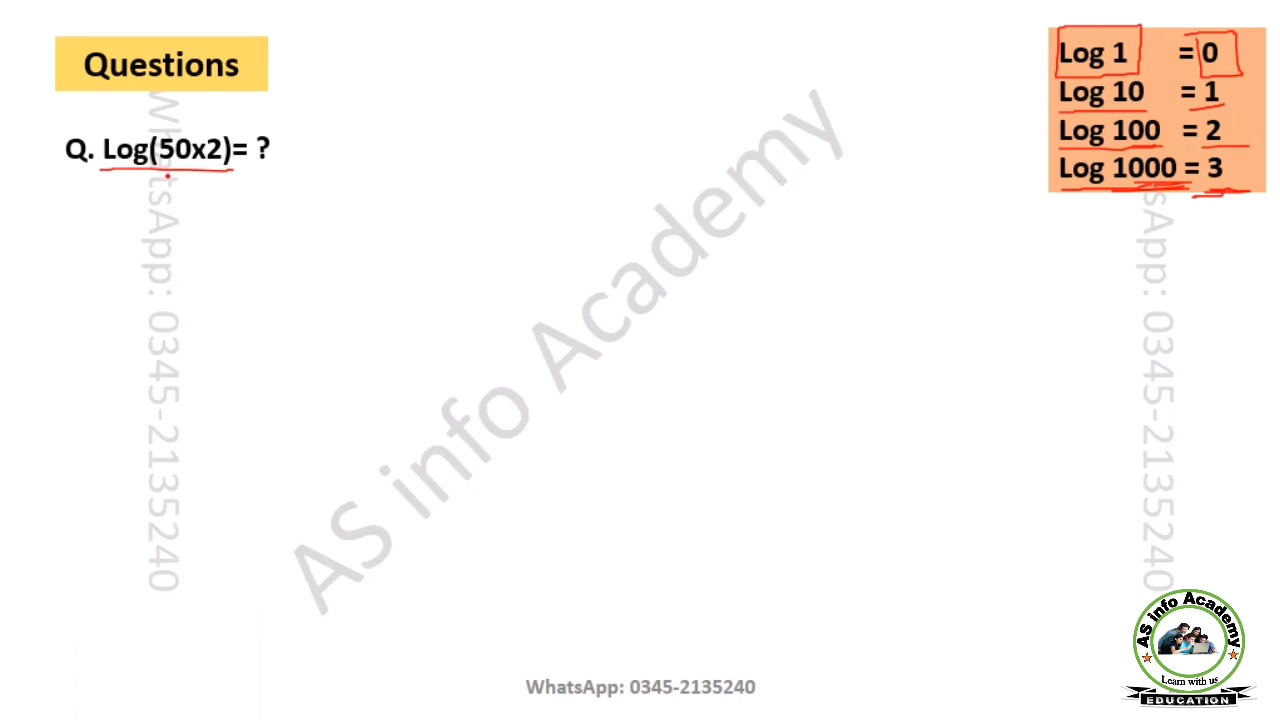 Questions
Q. Log(50x2)= ?
Log 1 = 0
Log 10 = 1
Log 100 = 2
Log 1000 = 3
WhatsApp: 0345-2135240
AS info Academy
sApp: 0345-2135240
AS info Academy
Learn with us
EDUCATION
WhatsApp: 0345-2135240